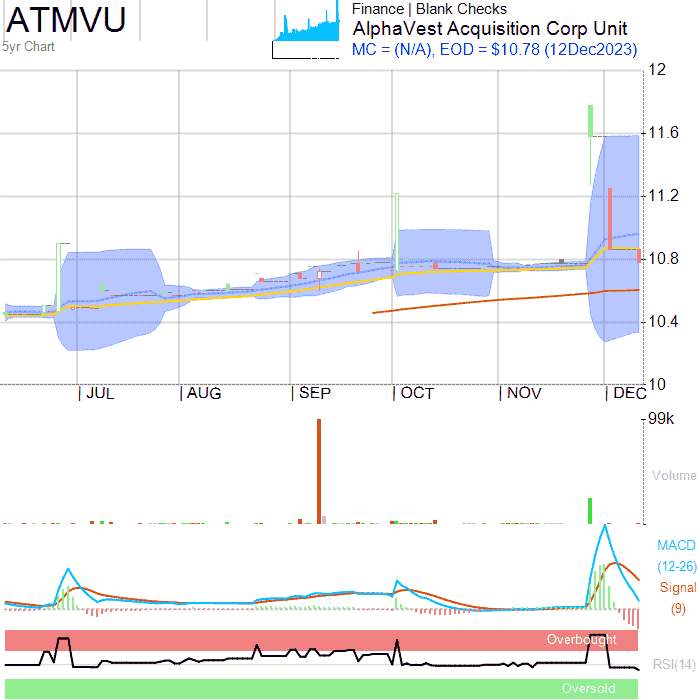 ATMVU
5yr Chart
Finance | Blank Checks
AlphaVest Acquisition Corp Unit
MC = (N/A), EOD = $10.78 (12Dec2023)
12
11.6
11.2
10.8
10.4
10
| JUL | AUG | SEP | OCT | NOV | DEC
99k
Volume
MACD
(12-26)
Signal
(9)
Overbought
RSI(14)
Oversold